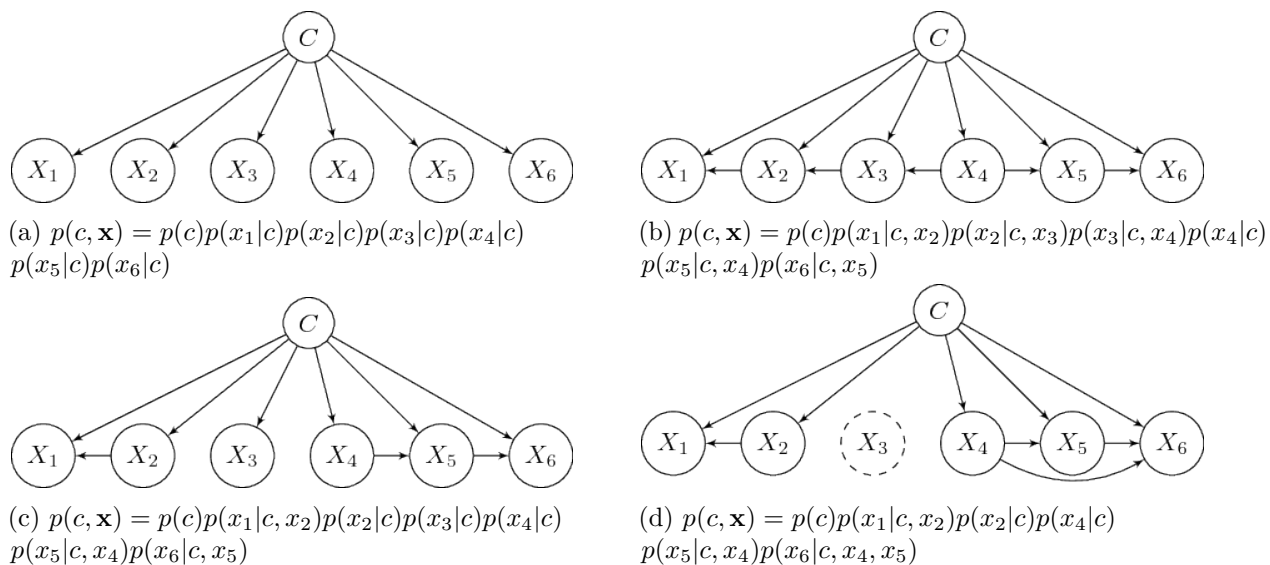 C
X₁ X₂ X₃ X₄ X₅ X₆
(a) p(c, x) = p(c)p(x₁|c)p(x₂|c)p(x₃|c)p(x₄|c)
p(x₅|c)p(x₆|c)
C
X₁ X₂ X₃ X₄ X₅ X₆
(b) p(c, x) = p(c)p(x₁|c, x₂)p(x₂|c, x₃)p(x₃|c, x₄)p(x₄|c)
p(x₅|c, x₄)p(x₆|c, x₅)
C
X₁ X₂ X₃ X₄ X₅ X₆
(c) p(c, x) = p(c)p(x₁|c, x₂)p(x₂|c)p(x₃|c)p(x₄|c)
p(x₅|c, x₄)p(x₆|c, x₅)
C
X₁ X₂ X₃ X₄ X₅ X₆
(d) p(c, x) = p(c)p(x₁|c, x₂)p(x₂|c)p(x₄|c)
p(x₅|c, x₄)p(x₆|c, x₄, x₅)